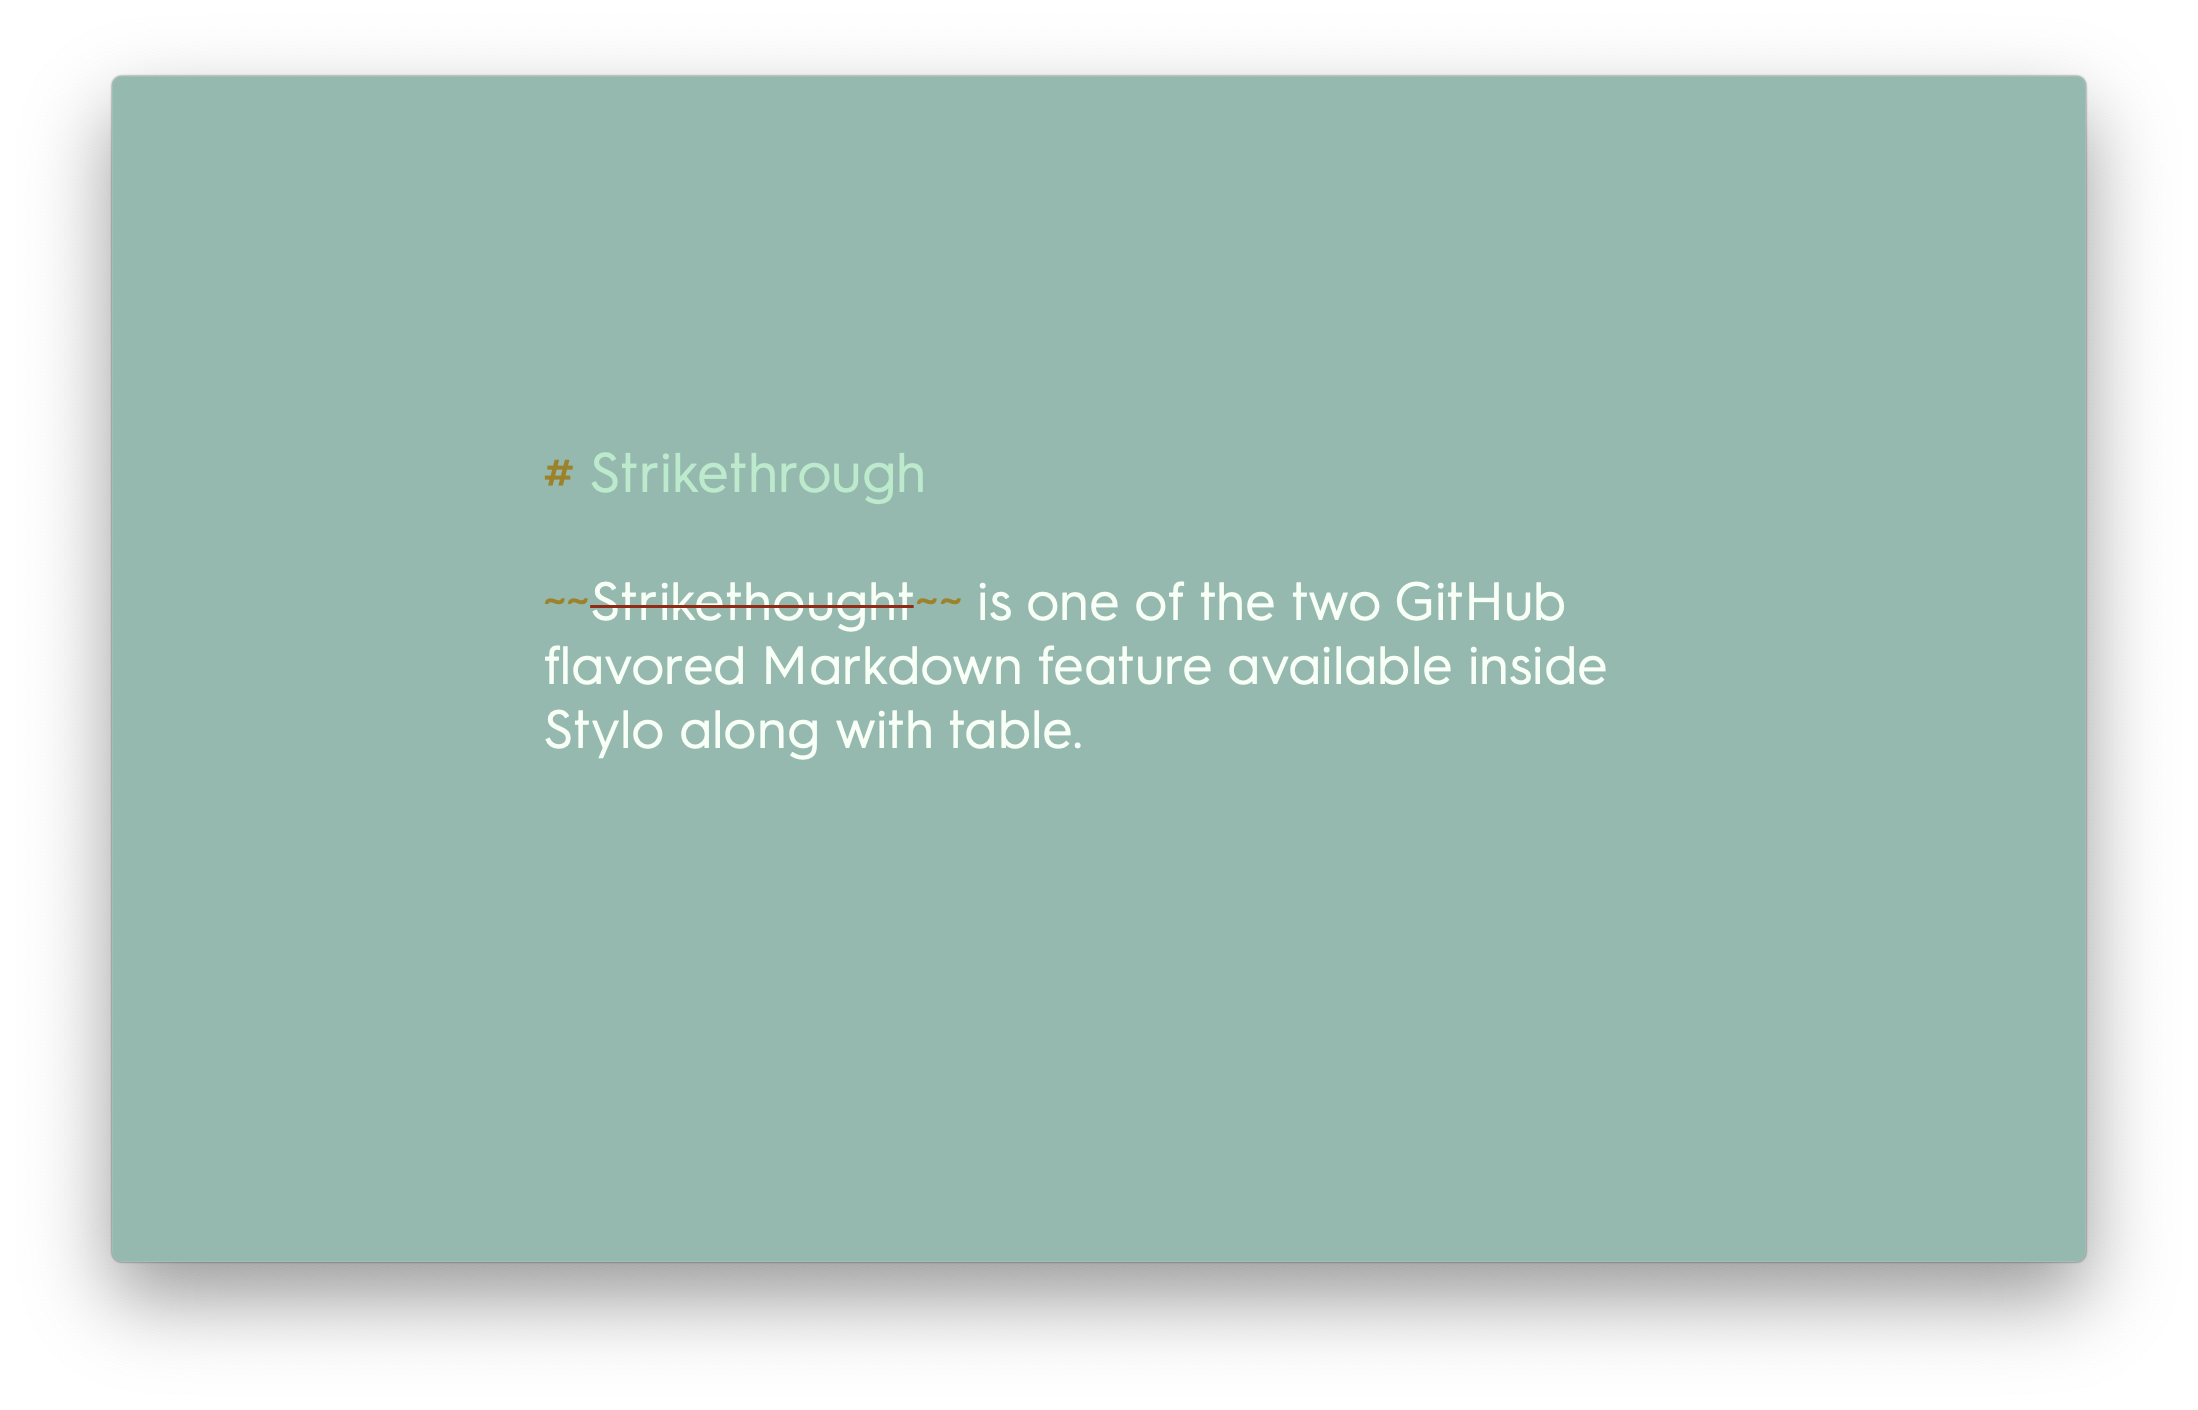 # Strikethrough
~~Strikethought~~ is one of the two GitHub
flavored Markdown feature available inside
Stylo along with table.